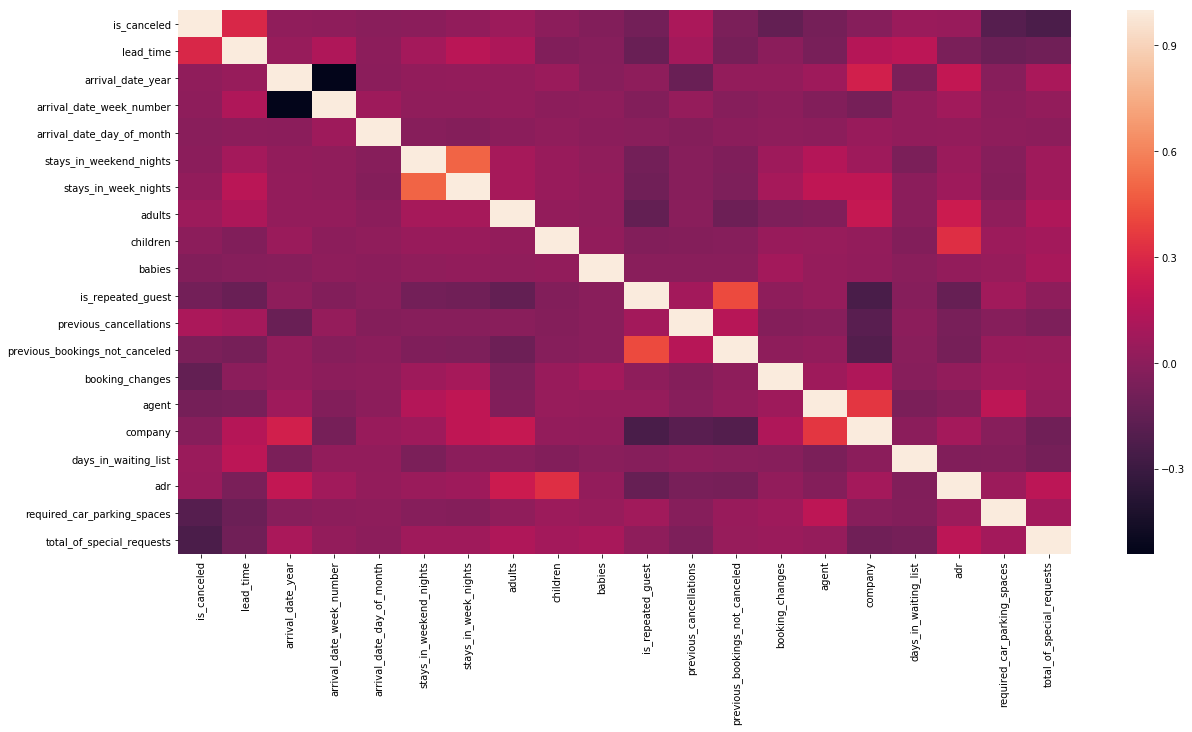 is_canceled
lead_time
arrival_date_year
arrival_date_week_number
arrival_date_day_of_month
stays_in_weekend_nights
stays_in_week_nights
adults
children
babies
is_repeated_guest
previous_cancellations
previous_bookings_not_canceled
booking_changes
agent
company
days_in_waiting_list
adr
required_car_parking_spaces
total_of_special_requests
is_canceled
lead_time
arrival_date_year
arrival_date_week_number
arrival_date_day_of_month
stays_in_weekend_nights
stays_in_week_nights
adults
children
babies
is_repeated_guest
previous_cancellations
previous_bookings_not_canceled
booking_changes
agent
company
days_in_waiting_list
adr
required_car_parking_spaces
total_of_special_requests
0.9
0.6
0.3
0.0
−0.3